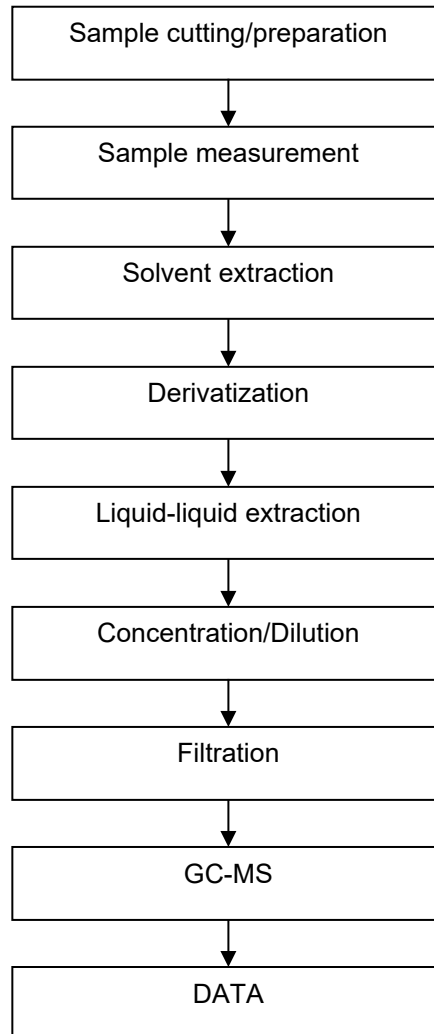 Sample cutting/preparation
Sample measurement
Solvent extraction
Derivatization
Liquid-liquid extraction
Concentration/Dilution
Filtration
GC-MS
DATA